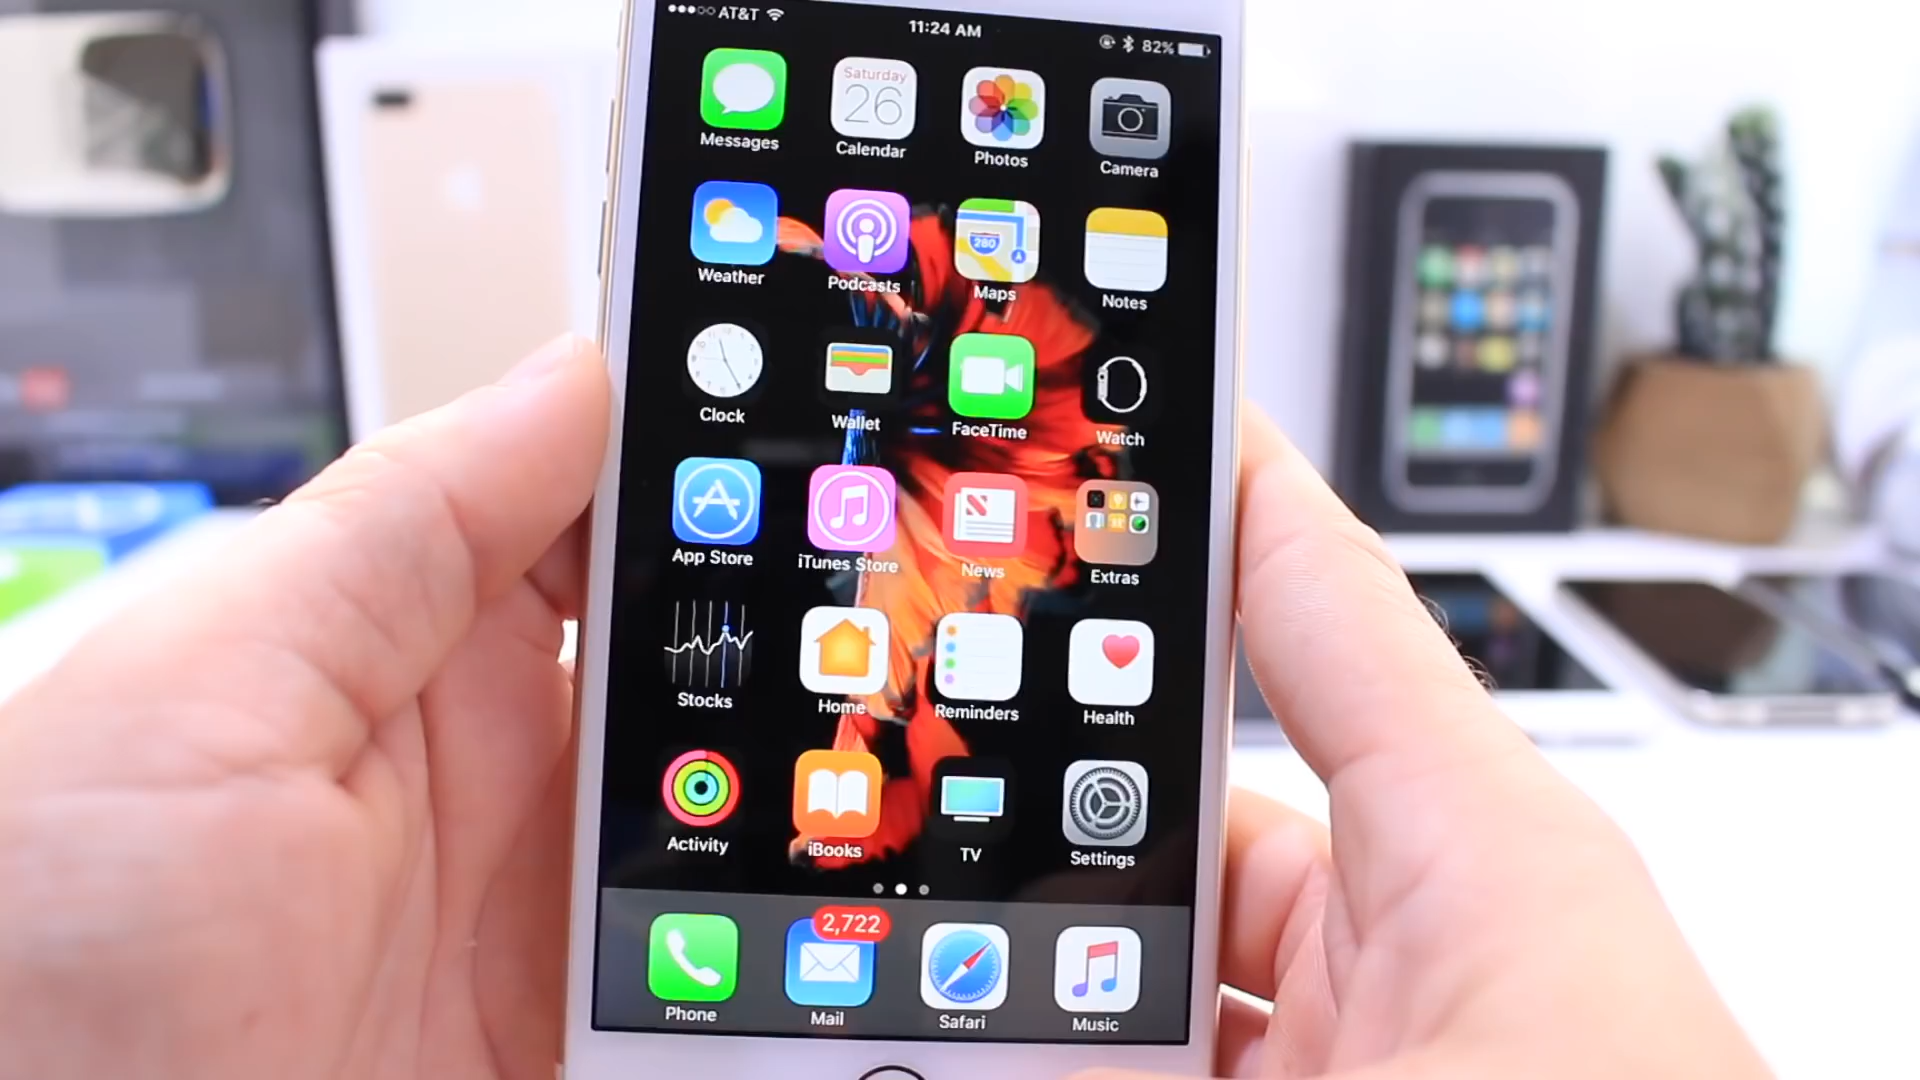 AT&T 11:24 AM 82%
Messages Saturday 26 Calendar Photos Camera
Weather Podcasts 280 Maps Notes
Clock Wallet FaceTime Watch
App Store iTunes Store News Extras
Stocks Home Reminders Health
Activity iBooks TV Settings
2,722
Phone Mail Safari Music